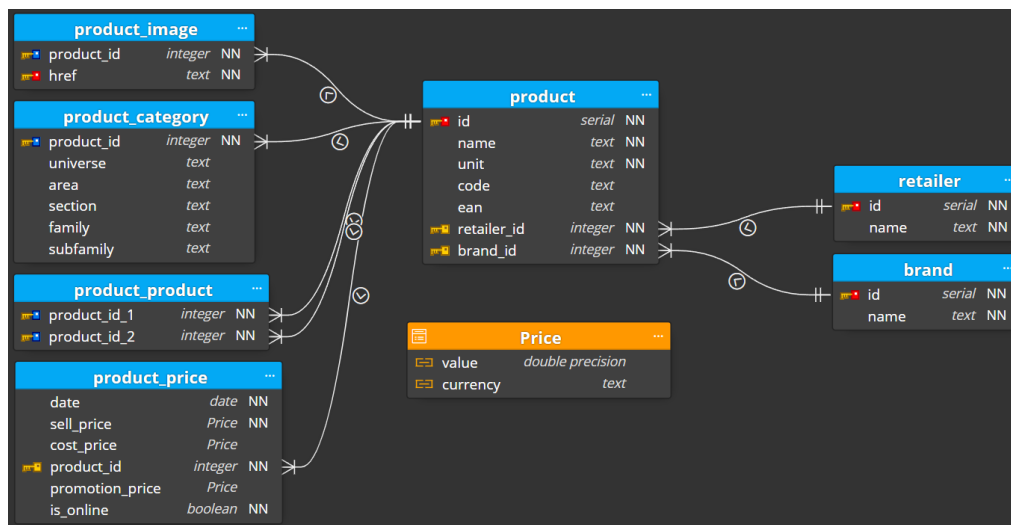 product_image ...
product_id integer NN
href text NN
product_category ...
product_id integer NN
universe text
area text
section text
family text
subfamily text
product_product ...
product_id_1 integer NN
product_id_2 integer NN
product_price ...
date date NN
sell_price Price NN
cost_price Price
product_id integer NN
promotion_price Price
is_online boolean NN
product ...
id serial NN
name text NN
unit text NN
code text
ean text
retailer_id integer NN
brand_id integer NN
Price ...
value double precision
currency text
retailer ...
id serial NN
name text NN
brand ...
id serial NN
name text NN